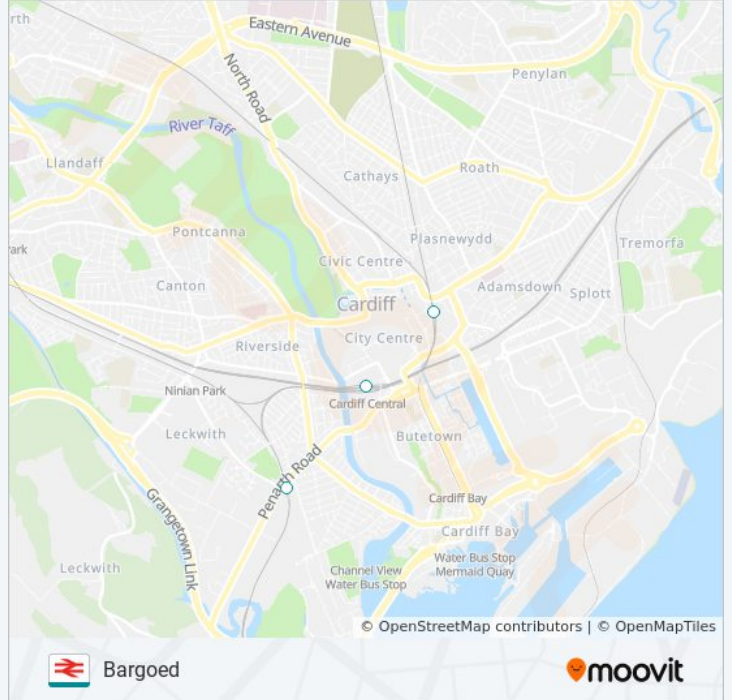 rth
Eastern Avenue
North Road
Penylan
River Taff
Llandaff
Cathays
Roath
Pontcanna
Plasnewydd
Tremorfa
ark
Civic Centre
Canton
Adamsdown
Splott
Cardiff
City Centre
Riverside
Ninian Park
Cardiff Central
Leckwith
Butetown
Penarth Road
Cardiff Bay
Grangetown Link
Cardiff Bay
Water Bus Stop
Mermaid Quay
Leckwith
Channel View
Water Bus Stop
© OpenStreetMap contributors | © OpenMapTiles
Bargoed
moovit